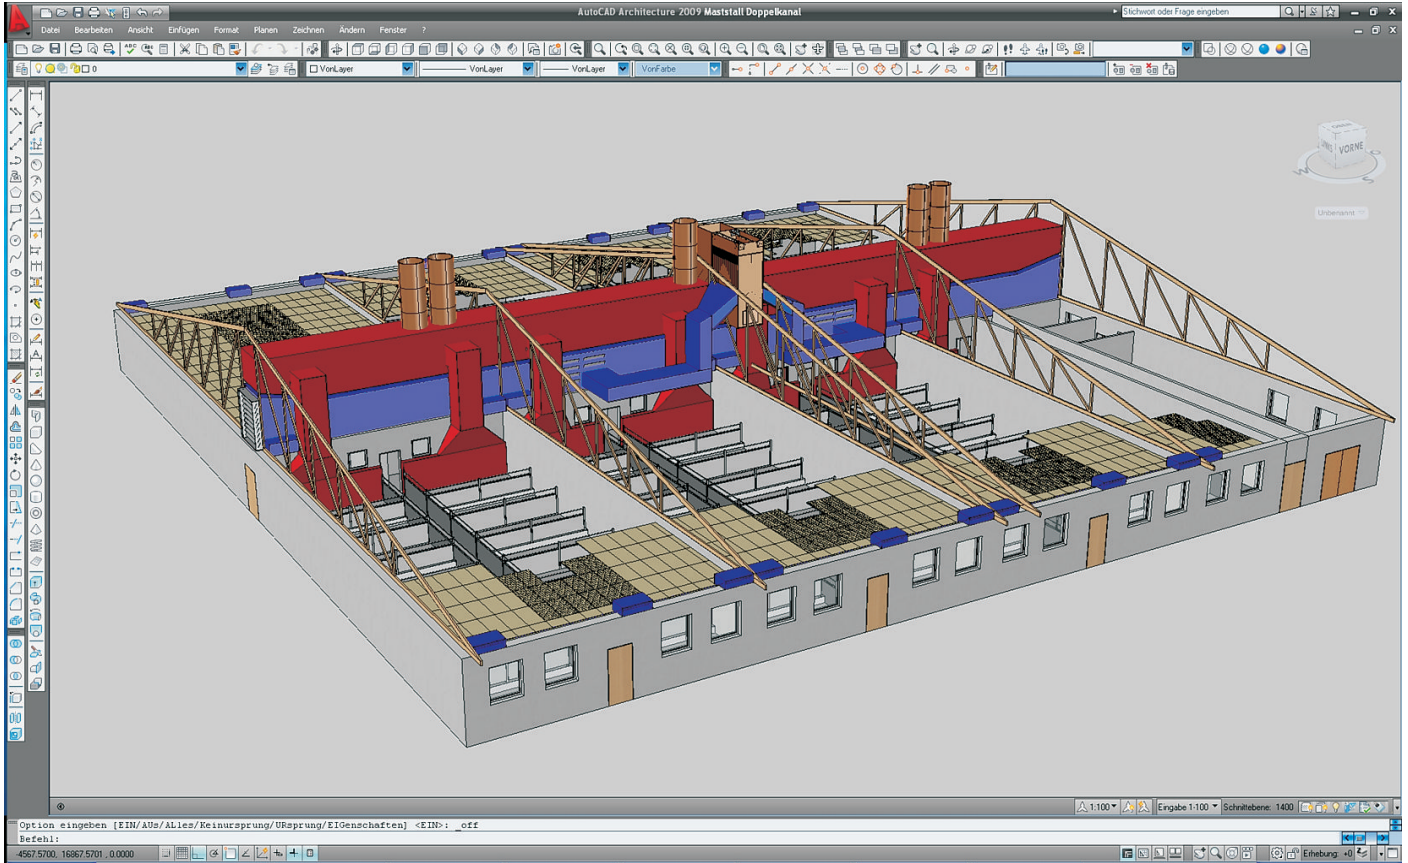 AutoCAD Architecture 2009 Maststall Doppelkanal
Stichwort oder Frage eingeben
Datei Bearbeiten Ansicht Einfügen Format Planen Zeichnen Ändern Fenster ?
0 VonLayer VonLayer VonLayer VonFarbe
VORNE
W S
Unbenannt
1:100 Eingabe 1-100 Schnittebene: 1400
Option eingeben [EIN/AUs/ALles/Keinursprung/URsprung/EIGenschaften] <EIN>: _off
Befehl:
-4567.5700, 16867.5701, 0.0000 Erhebung: +0